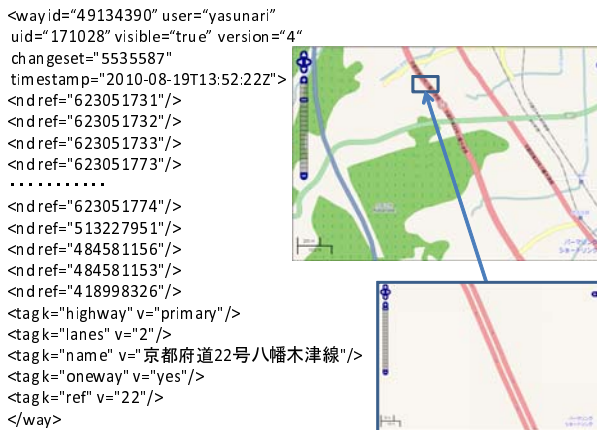 <way id=“49134390” user=“yasunari”
uid=“171028” visible=“true” version=“4“
changeset="5535587"
timestamp="2010-08-19T13:52:22Z">
<nd ref="623051731"/>
<nd ref="623051732"/>
<nd ref="623051733"/>
<nd ref="623051773"/>
・・・・・・・・・・・
<nd ref="623051774"/>
<nd ref="513227951"/>
<nd ref="484581156"/>
<nd ref="484581153"/>
<nd ref="418998326"/>
<tag k="highway" v="primary"/>
<tag k="lanes" v="2"/>
<tag k="name" v="京都府道22号八幡木津線"/>
<tag k="oneway" v="yes"/>
<tag k="ref" v="22"/>
</way>